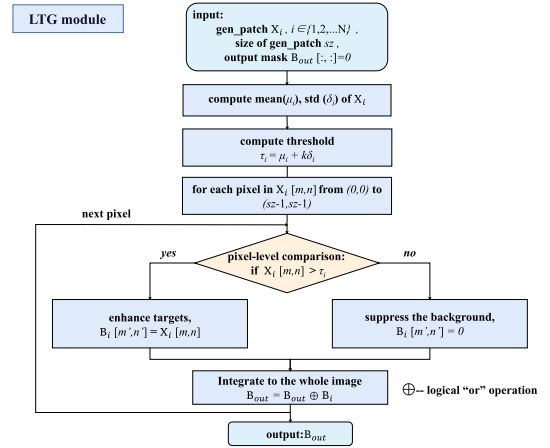 LTG module
input:
gen_patch X_i , i∈{1,2,...N} ,
size of gen_patch sz ,
output mask B_out [:, :]=0
compute mean(μ_i), std (δ_i) of X_i
compute threshold
τ_i = μ_i + kδ_i
for each pixel in X_i [m,n] from (0,0) to
(sz-1,sz-1)
next pixel
yes
pixel-level comparison:
if X_i [m,n] > τ_i
no
enhance targets,
B_i [m′,n′] = X_i [m,n]
suppress the background,
B_i [m′,n′] = 0
Integrate to the whole image
B_out = B_out ⊕ B_i
⊕-- logical “or” operation
output:B_out